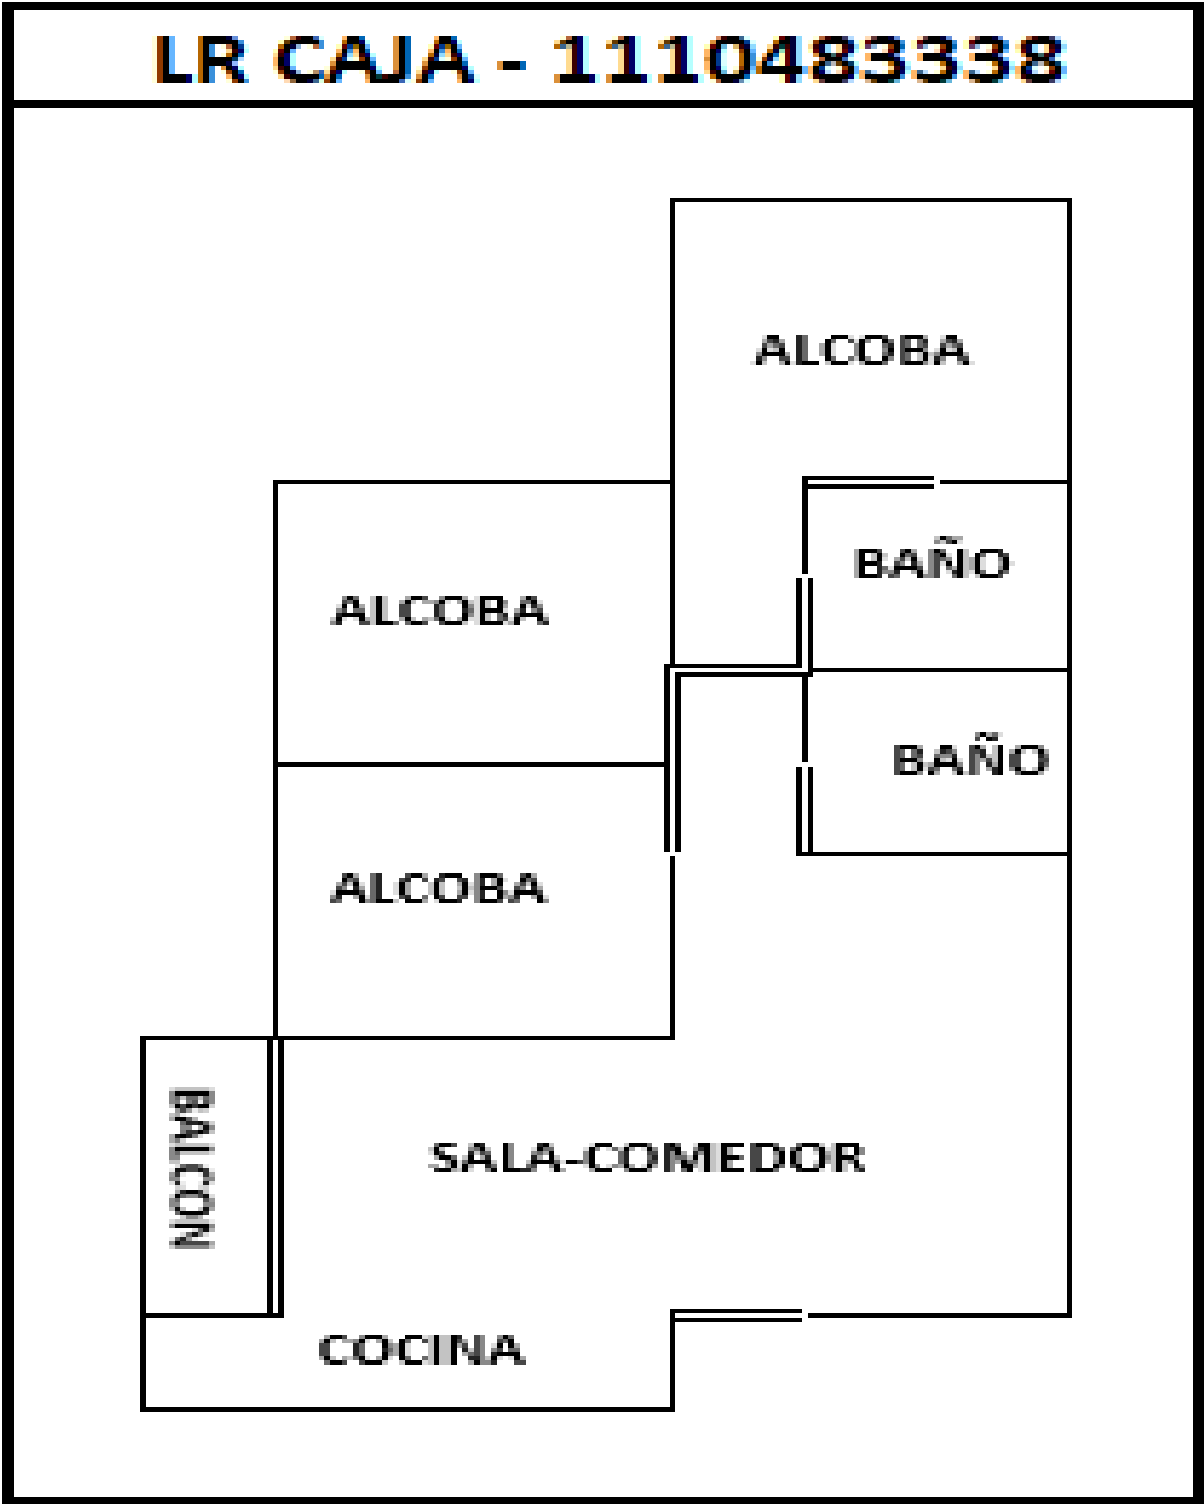 LR CAJA - 1110483338
ALCOBA
BAÑO
ALCOBA
BAÑO
ALCOBA
BALCON
SALA-COMEDOR
COCINA